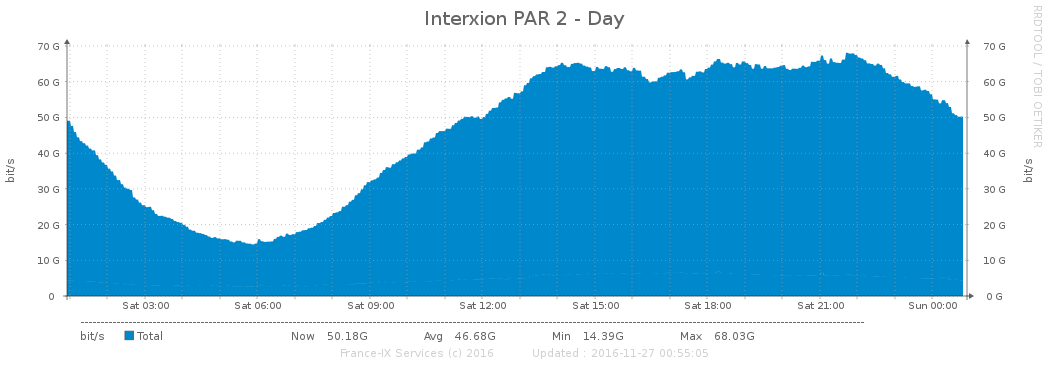 Interxion PAR 2 - Day
RRDTOOL / TOBI OETIKER
70 G 70 G
60 G 60 G
50 G 50 G
40 G 40 G
30 G 30 G
20 G 20 G
10 G 10 G
0 0 G
bit/s bit/s
Sat 03:00 Sat 06:00 Sat 09:00 Sat 12:00 Sat 15:00 Sat 18:00 Sat 21:00 Sun 00:00
bit/s Total Now 50.18G Avg 46.68G Min 14.39G Max 68.03G
France-IX Services (c) 2016 Updated : 2016-11-27 00:55:05